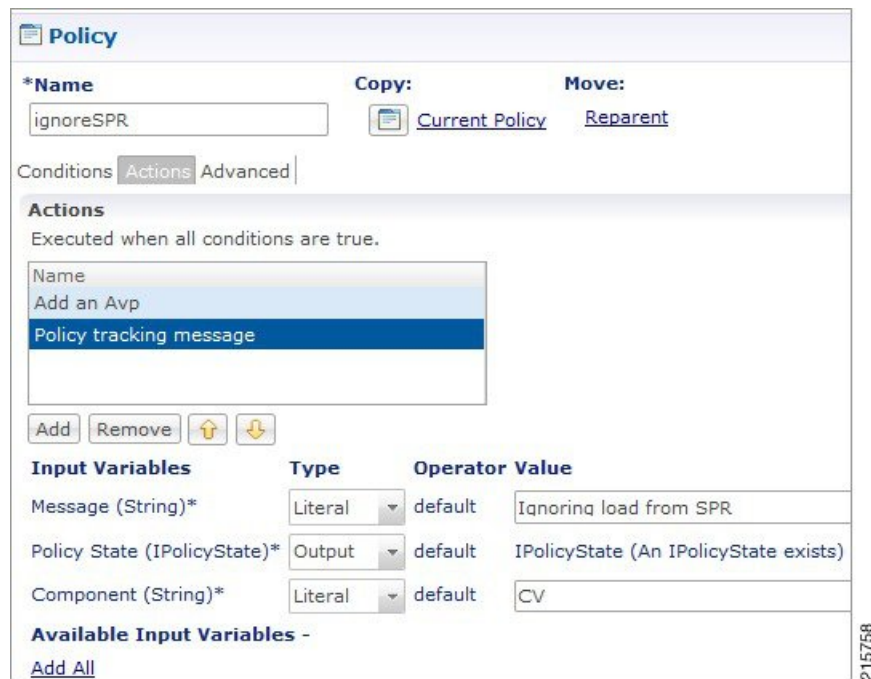 Policy
*Name Copy: Move:
ignoreSPR Current Policy Reparent
Conditions Actions Advanced
Actions
Executed when all conditions are true.
Name
Add an Avp
Policy tracking message
Add Remove
Input Variables Type Operator Value
Message (String)* Literal default Ignoring load from SPR
Policy State (IPolicyState)* Output default IPolicyState (An IPolicyState exists)
Component (String)* Literal default CV
Available Input Variables -
Add All
215758